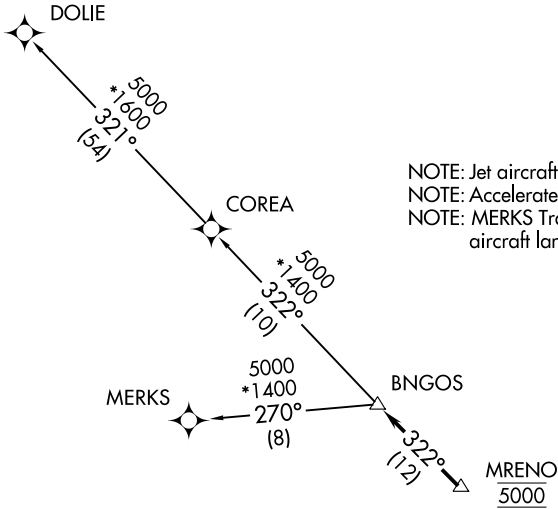 DOLIE
5000
*1600
321°
(54)
NOTE: Jet aircraft
NOTE: Accelerate
NOTE: MERKS Tra
aircraft lan
COREA
5000
*1400
322°
(10)
5000
*1400
270°
(8)
MERKS
BNGOS
322°
(12)
MRENO
5000